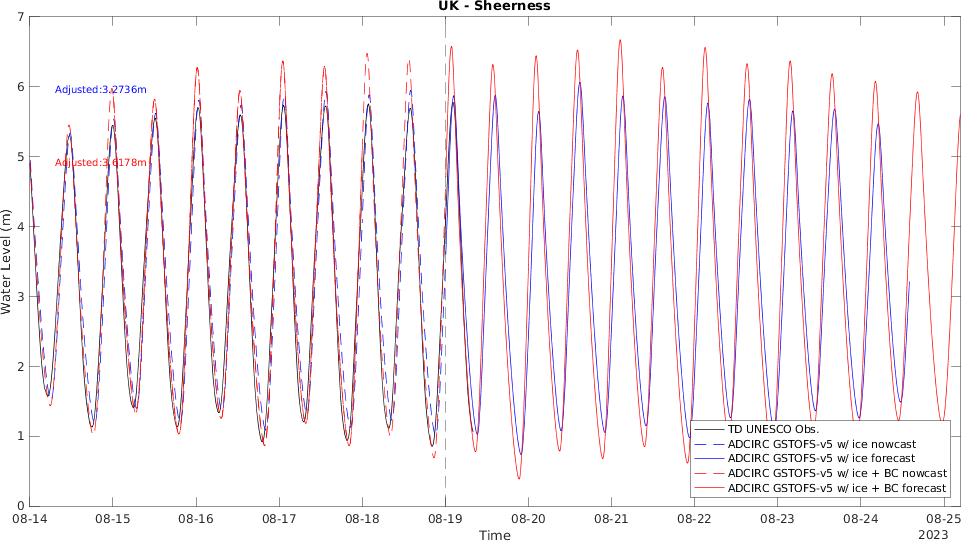 UK - Sheerness
7
6
5
4
3
2
1
0
Water Level (m)
Adjusted:3.2736m
Adjusted:3.6178m
TD UNESCO Obs.
ADCIRC GSTOFS-v5 w/ ice nowcast
ADCIRC GSTOFS-v5 w/ ice forecast
ADCIRC GSTOFS-v5 w/ ice + BC nowcast
ADCIRC GSTOFS-v5 w/ ice + BC forecast
08-14 08-15 08-16 08-17 08-18 08-19 08-20 08-21 08-22 08-23 08-24 08-25
Time
2023